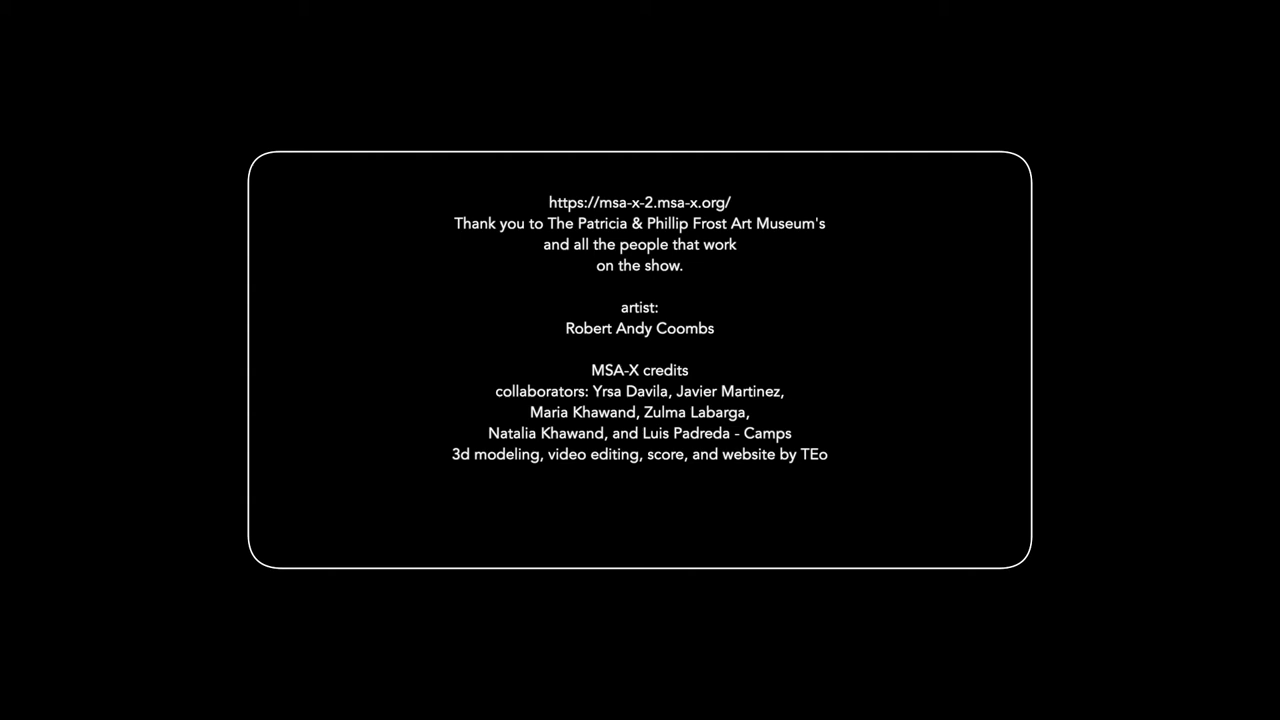 https://msa-x-2.msa-x.org/
Thank you to The Patricia & Phillip Frost Art Museum's
and all the people that work
on the show.
artist:
Robert Andy Coombs
MSA-X credits
collaborators: Yrsa Davila, Javier Martinez,
Maria Khawand, Zulma Labarga,
Natalia Khawand, and Luis Padreda - Camps
3d modeling, video editing, score, and website by TEo